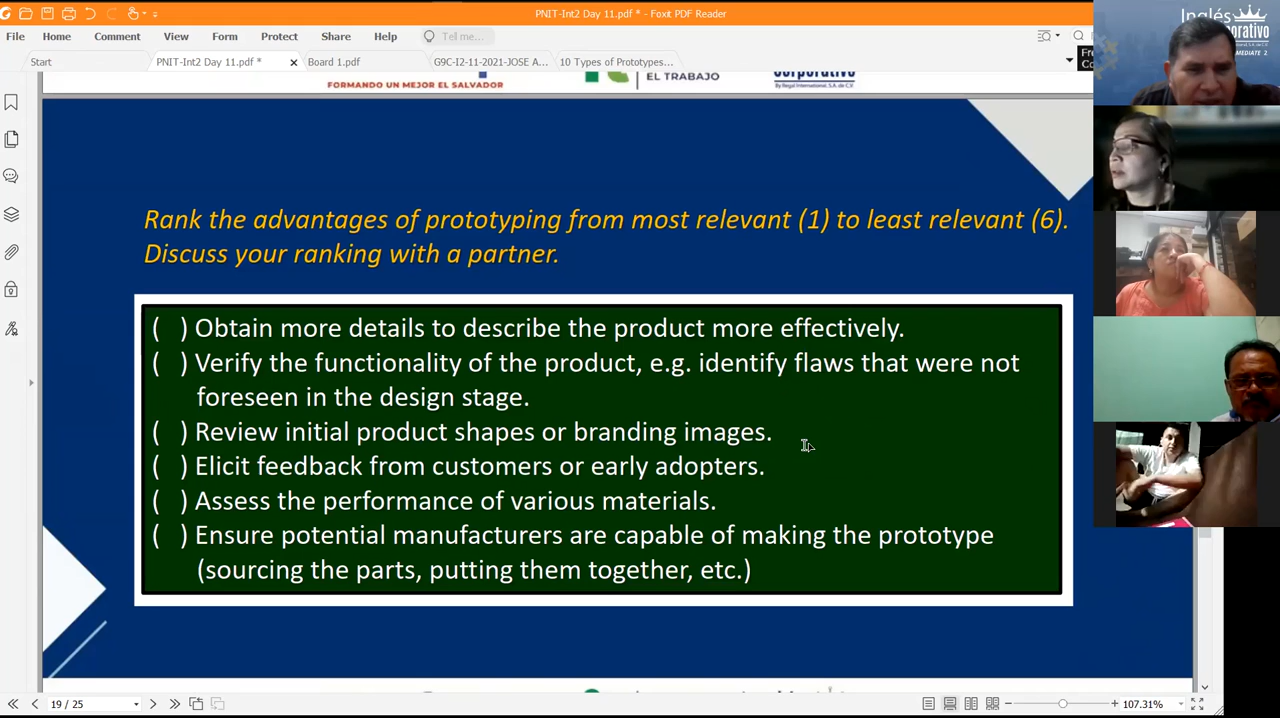 PNIT-Int2 Day 11.pdf * - Foxit PDF Reader
File Home Comment View Form Protect Share Help Tell me...
Start PNIT-Int2 Day 11.pdf * Board 1.pdf G9C-I2-11-2021-JOSE A... 10 Types of Prototypes...
FORMANDO UN MEJOR EL SALVADOR
EL TRABAJO
Inglés
Rank the advantages of prototyping from most relevant (1) to least relevant (6).
Discuss your ranking with a partner.
( ) Obtain more details to describe the product more effectively.
( ) Verify the functionality of the product, e.g. identify flaws that were not
foreseen in the design stage.
( ) Review initial product shapes or branding images.
( ) Elicit feedback from customers or early adopters.
( ) Assess the performance of various materials.
( ) Ensure potential manufacturers are capable of making the prototype
(sourcing the parts, putting them together, etc.)
19 / 25
107.31%